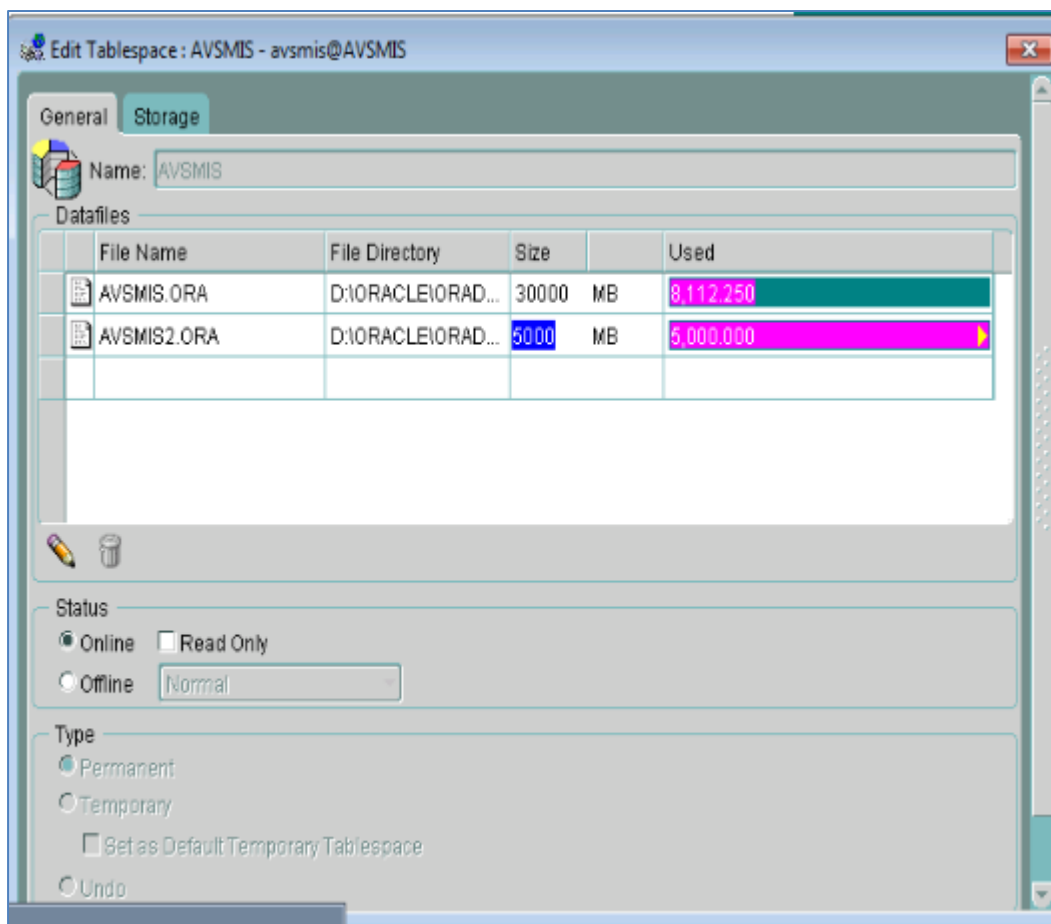 Edit Tablespace : AVSMIS - avsmis@AVSMIS
General Storage
Name: AVSMIS
Datafiles
File Name File Directory Size Used
AVSMIS.ORA D:\ORACLE\ORAD... 30000 MB 8,112.250
AVSMIS2.ORA D:\ORACLE\ORAD... 5000 MB 5,000.000
Status
Online Read Only
Offline Normal
Type
Permanent
Temporary
Set as Default Temporary Tablespace
Undo